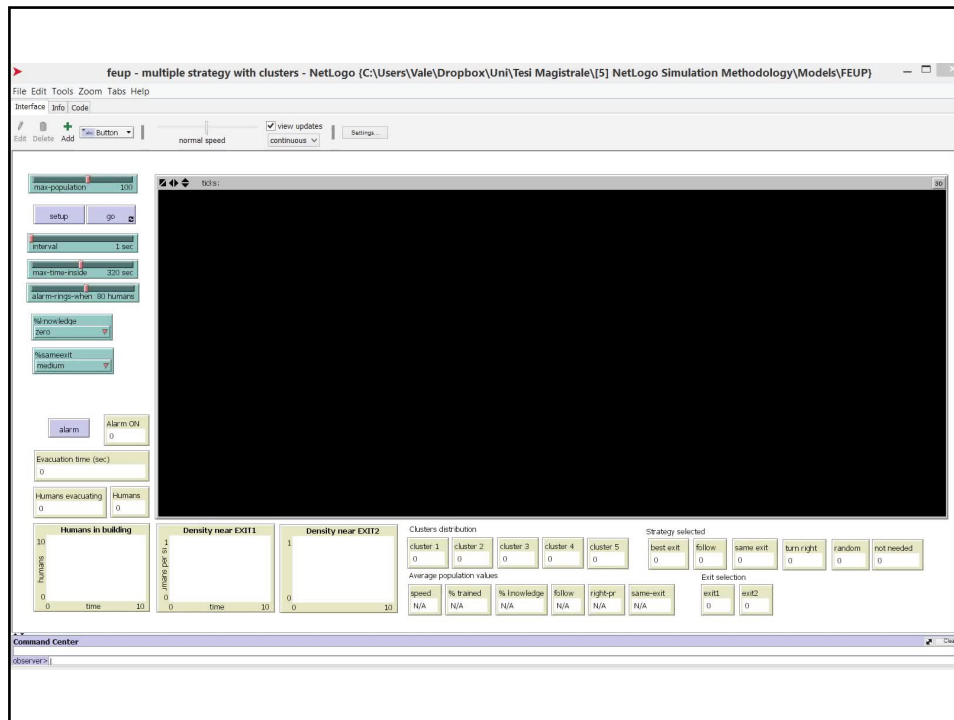 feup - multiple strategy with clusters - NetLogo {C:\Users\Vale\Dropbox\Uni\Tesi Magistrale\[5] NetLogo Simulation Methodology\Models\FEUP}
File Edit Tools Zoom Tabs Help
Interface Info Code
Edit Delete Add Button normal speed view updates continuous Settings...
ticks: 3D
max-population 100
setup go
interval 1 sec
max-time-inside 320 sec
alarm-rings-when 80 humans
%knowledge
zero
%sameexit
medium
alarm
Alarm ON
0
Evacuation time (sec)
0
Humans evacuating Humans
0 0
Humans in building
10
humans
0
0 time 10
Density near EXIT1
1
0
0 time 10
Density near EXIT2
1
0
0 10
Clusters distribution
cluster 1 cluster 2 cluster 3 cluster 4 cluster 5
0 0 0 0 0
Average population values
speed % trained % knowledge follow right-pr same-exit
N/A N/A N/A N/A N/A N/A
Strategy selected
best exit follow same exit turn right random not needed
0 0 0 0 0 0
Exit selection
exit1 exit2
0 0
Command Center
observer>